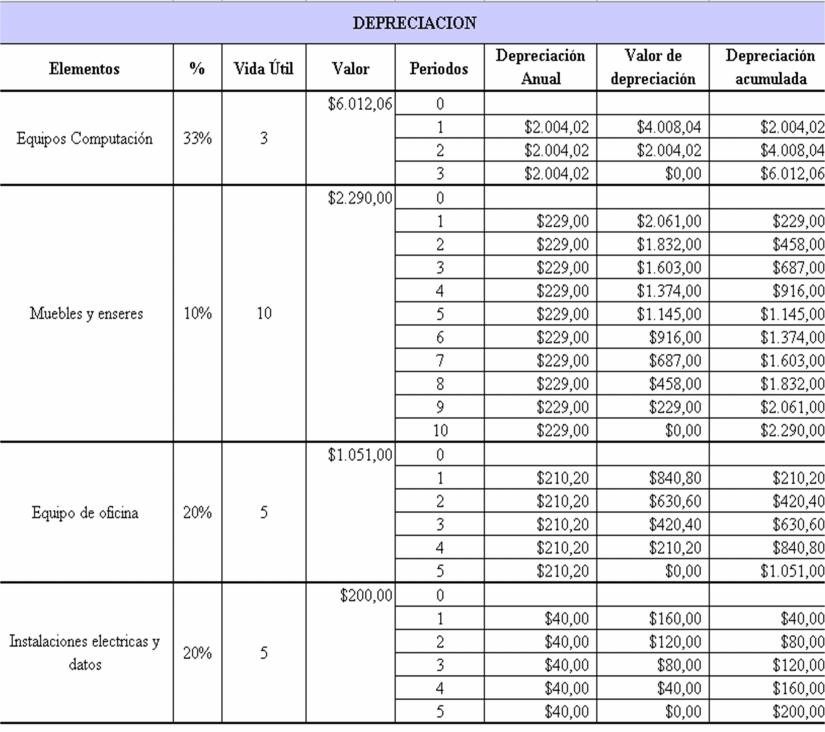 DEPRECIACION
Elementos % Vida Útil Valor Periodos Depreciación Anual Valor de depreciación Depreciación acumulada
$6.012,06 0
1 $2.004,02 $4.008,04 $2.004,02
Equipos Computación 33% 3
2 $2.004,02 $2.004,02 $4.008,04
3 $2.004,02 $0,00 $6.012,06
$2.290,00 0
1 $229,00 $2.061,00 $229,00
2 $229,00 $1.832,00 $458,00
3 $229,00 $1.603,00 $687,00
4 $229,00 $1.374,00 $916,00
Muebles y enseres 10% 10 5 $229,00 $1.145,00 $1.145,00
6 $229,00 $916,00 $1.374,00
7 $229,00 $687,00 $1.603,00
8 $229,00 $458,00 $1.832,00
9 $229,00 $229,00 $2.061,00
10 $229,00 $0,00 $2.290,00
$1.051,00 0
1 $210,20 $840,80 $210,20
2 $210,20 $630,60 $420,40
Equipo de oficina 20% 5
3 $210,20 $420,40 $630,60
4 $210,20 $210,20 $840,80
5 $210,20 $0,00 $1.051,00
$200,00 0
1 $40,00 $160,00 $40,00
2 $40,00 $120,00 $80,00
Instalaciones electricas y datos 20% 5
3 $40,00 $80,00 $120,00
4 $40,00 $40,00 $160,00
5 $40,00 $0,00 $200,00